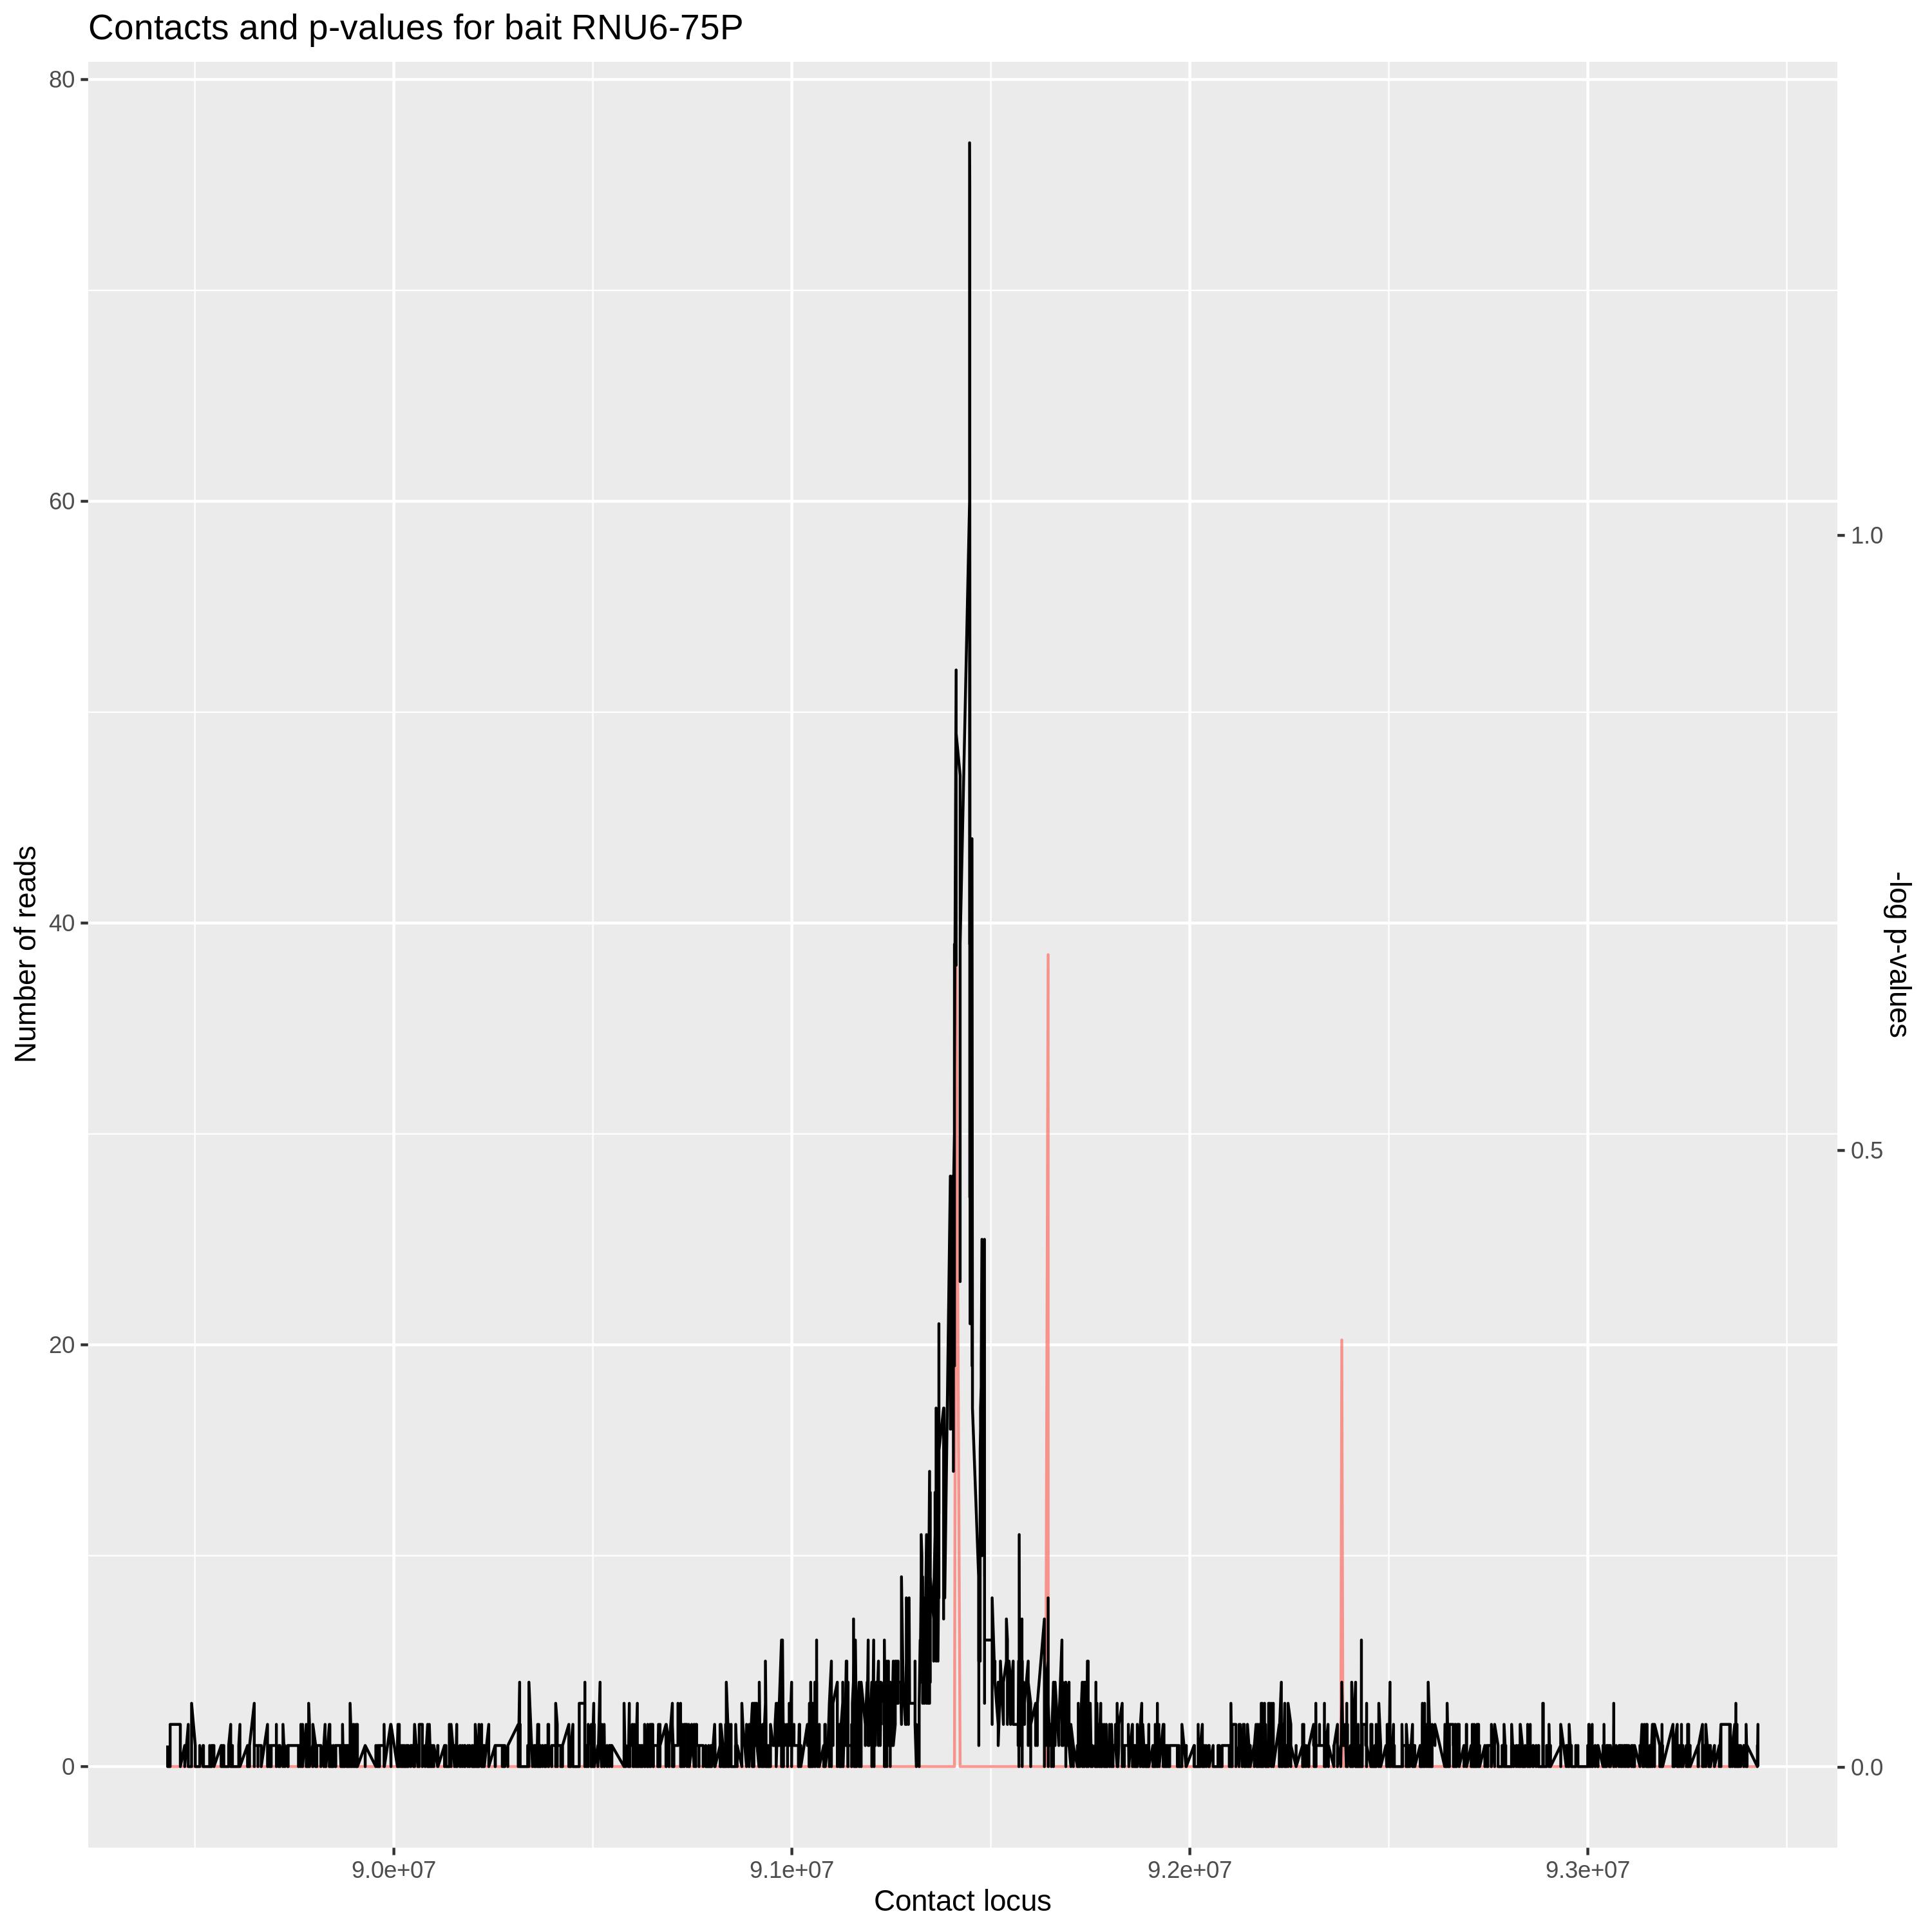 Contacts and p-values for bait RNU6-75P
80
60
40
20
0
Number of reads
1.0
0.5
0.0
-log p-values
9.0e+07 9.1e+07 9.2e+07 9.3e+07
Contact locus